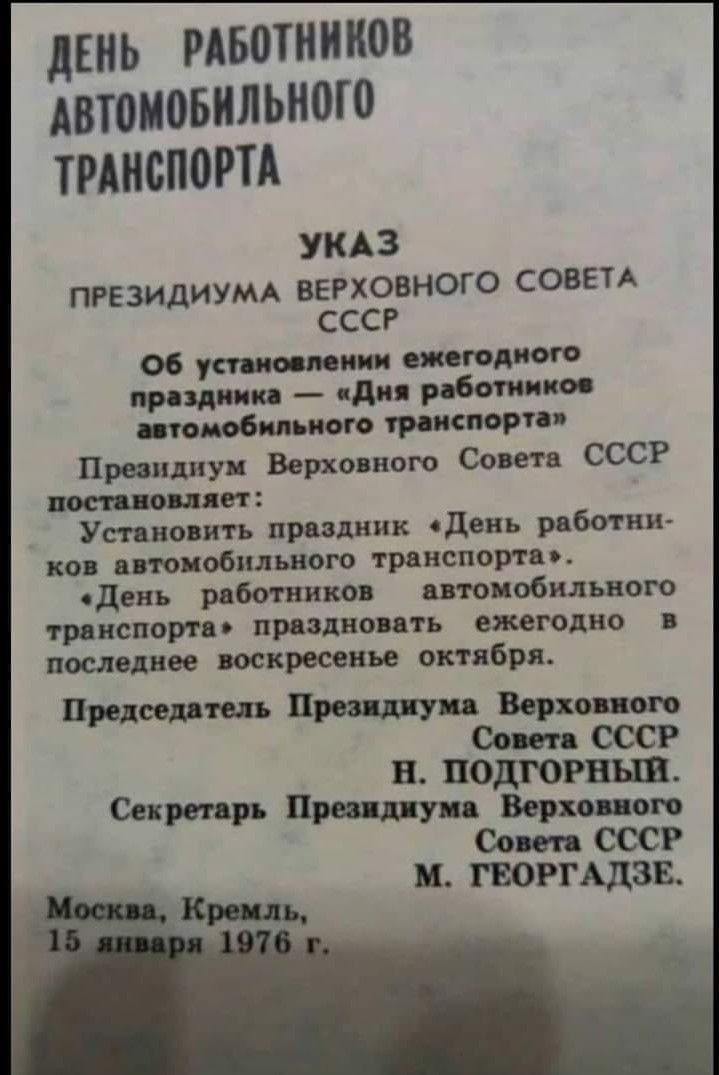 ДЕНЬ РАБОТНИКОВ
АВТОМОБИЛЬНОГО
ТРАНСПОРТА
УКАЗ
ПРЕЗИДИУМА ВЕРХОВНОГО СОВЕТА
СССР
Об установлении ежегодного
праздника — «Дня работников
автомобильного транспорта»
Президиум Верховного Совета СССР
постановляет:
Установить праздник «День работни-
ков автомобильного транспорта».
«День работников автомобильного
транспорта» праздновать ежегодно в
последнее воскресенье октября.
Председатель Президиума Верховного
Совета СССР
Н. ПОДГОРНЫЙ.
Секретарь Президиума Верховного
Совета СССР
М. ГЕОРГАДЗЕ.
Москва, Кремль,
15 января 1976 г.